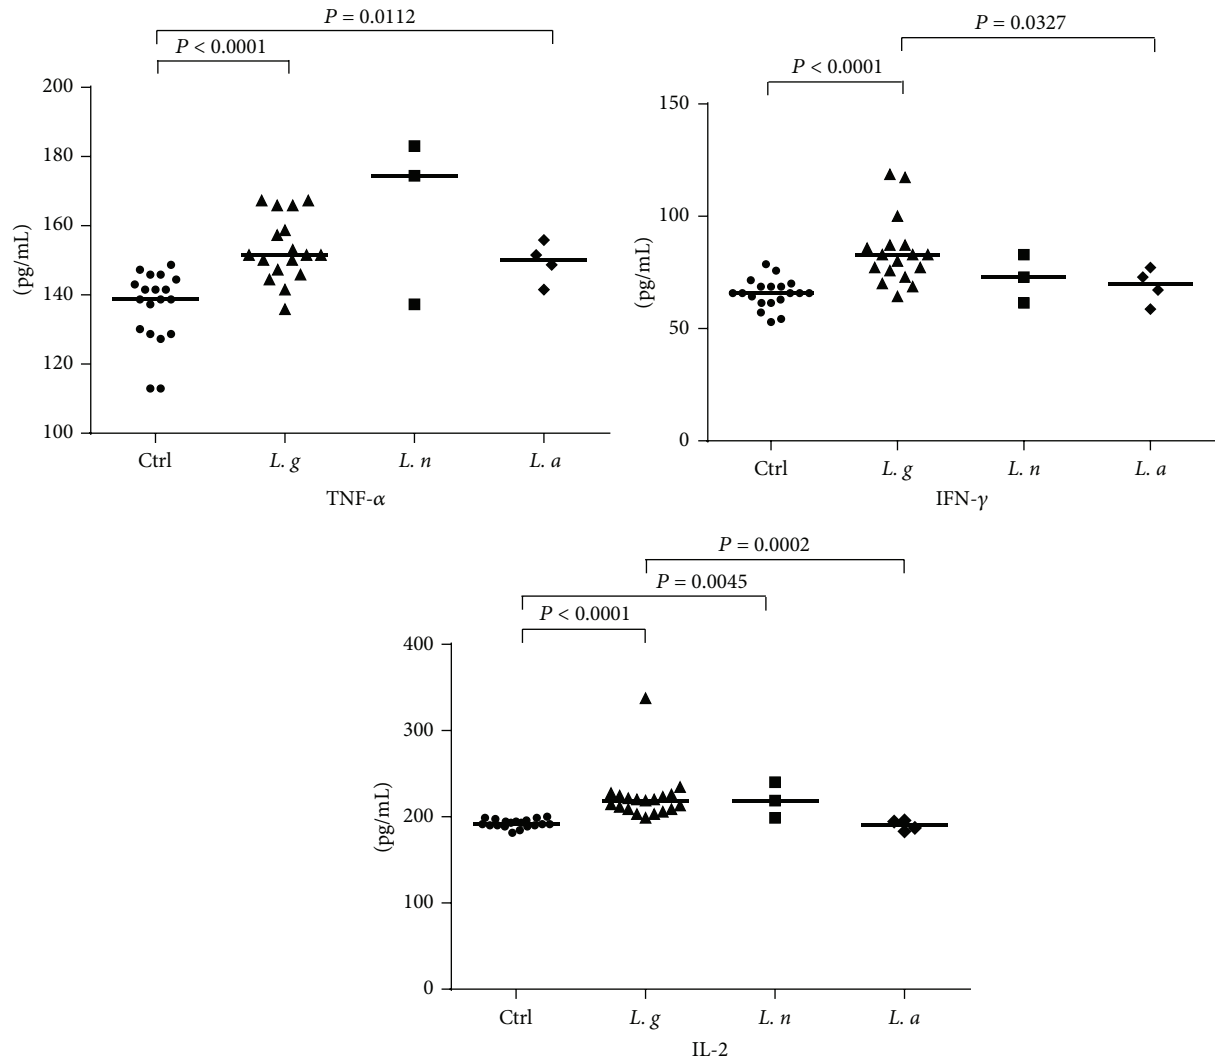 P = 0.0112
P < 0.0001
200
180
160
140
120
100
(pg/mL)
Ctrl L. g L. n L. a
TNF-α
P = 0.0327
P < 0.0001
150
100
50
0
(pg/mL)
Ctrl L. g L. n L. a
IFN-γ
P = 0.0002
P = 0.0045
P < 0.0001
400
300
200
100
0
(pg/mL)
Ctrl L. g L. n L. a
IL-2